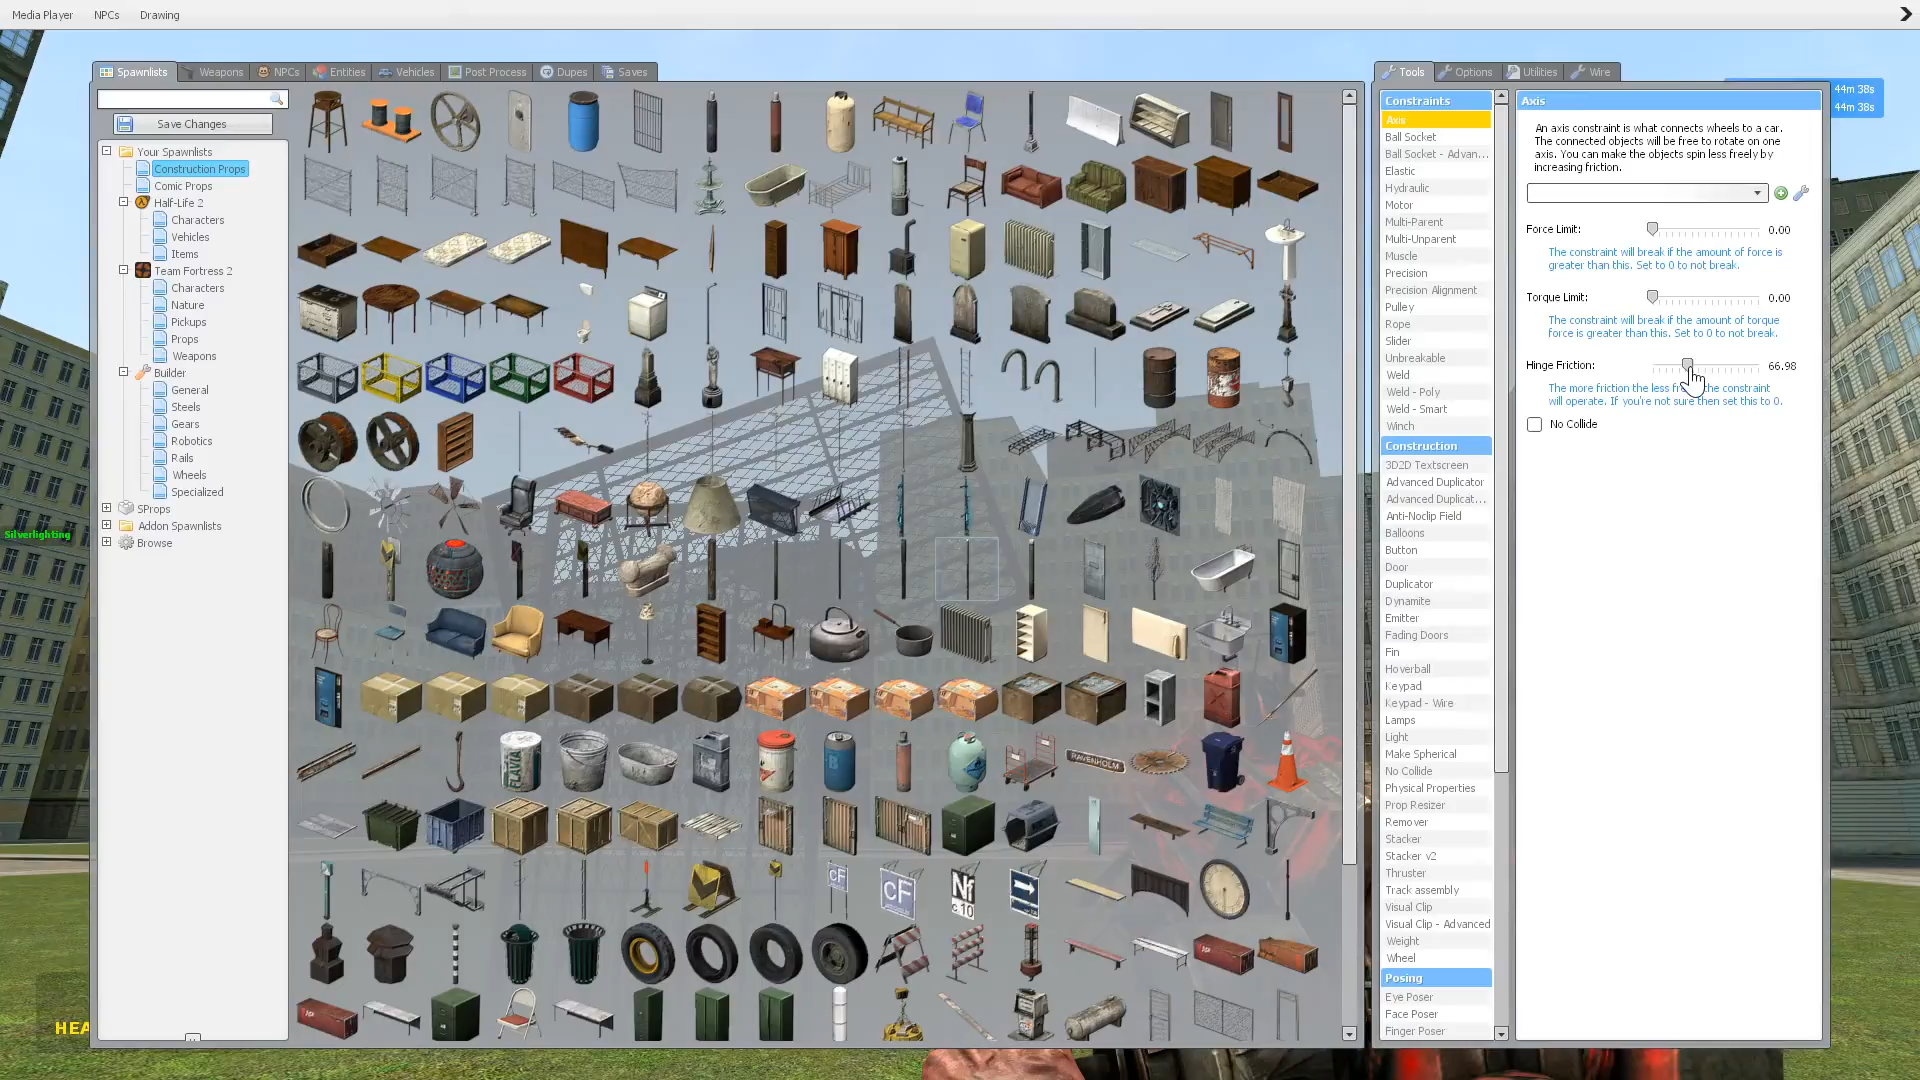 Media Player
NPCs
Drawing
Spawnlists
Weapons
NPCs
Entities
Vehicles
Post Process
Dupes
Saves
Save Changes
Your Spawnlists
Construction Props
Comic Props
Half-Life 2
Characters
Vehicles
Items
Team Fortress 2
Characters
Nature
Pickups
Props
Weapons
Builder
General
Steels
Gears
Robotics
Rails
Wheels
Specialized
SProps
Addon Spawnlists
Browse
Silverlighting
HEA
RAVENHOLM
cF
cF
Nf
c 10
Tools
Options
Utilities
Wire
Constraints
Axis
Ball Socket
Ball Socket - Advan...
Elastic
Hydraulic
Motor
Multi-Parent
Multi-Unparent
Muscle
Precision
Precision Alignment
Pulley
Rope
Slider
Unbreakable
Weld
Weld - Poly
Weld - Smart
Winch
Construction
3D2D Textscreen
Advanced Duplicator
Advanced Duplicat...
Anti-Noclip Field
Balloons
Button
Door
Duplicator
Dynamite
Emitter
Fading Doors
Fin
Hoverball
Keypad
Keypad - Wire
Lamps
Light
Make Spherical
No Collide
Physical Properties
Prop Resizer
Remover
Stacker
Stacker v2
Thruster
Track assembly
Visual Clip
Visual Clip - Advanced
Weight
Wheel
Posing
Eye Poser
Face Poser
Finger Poser
Axis
An axis constraint is what connects wheels to a car.
The connected objects will be free to rotate on one
axis. You can make the objects spin less freely by
increasing friction.
Force Limit: 0.00
The constraint will break if the amount of force is
greater than this. Set to 0 to not break.
Torque Limit: 0.00
The constraint will break if the amount of torque
force is greater than this. Set to 0 to not break.
Hinge Friction: 66.98
The more friction the less the constraint
will operate. If you're not sure then set this to 0.
No Collide
44m 38s
44m 38s